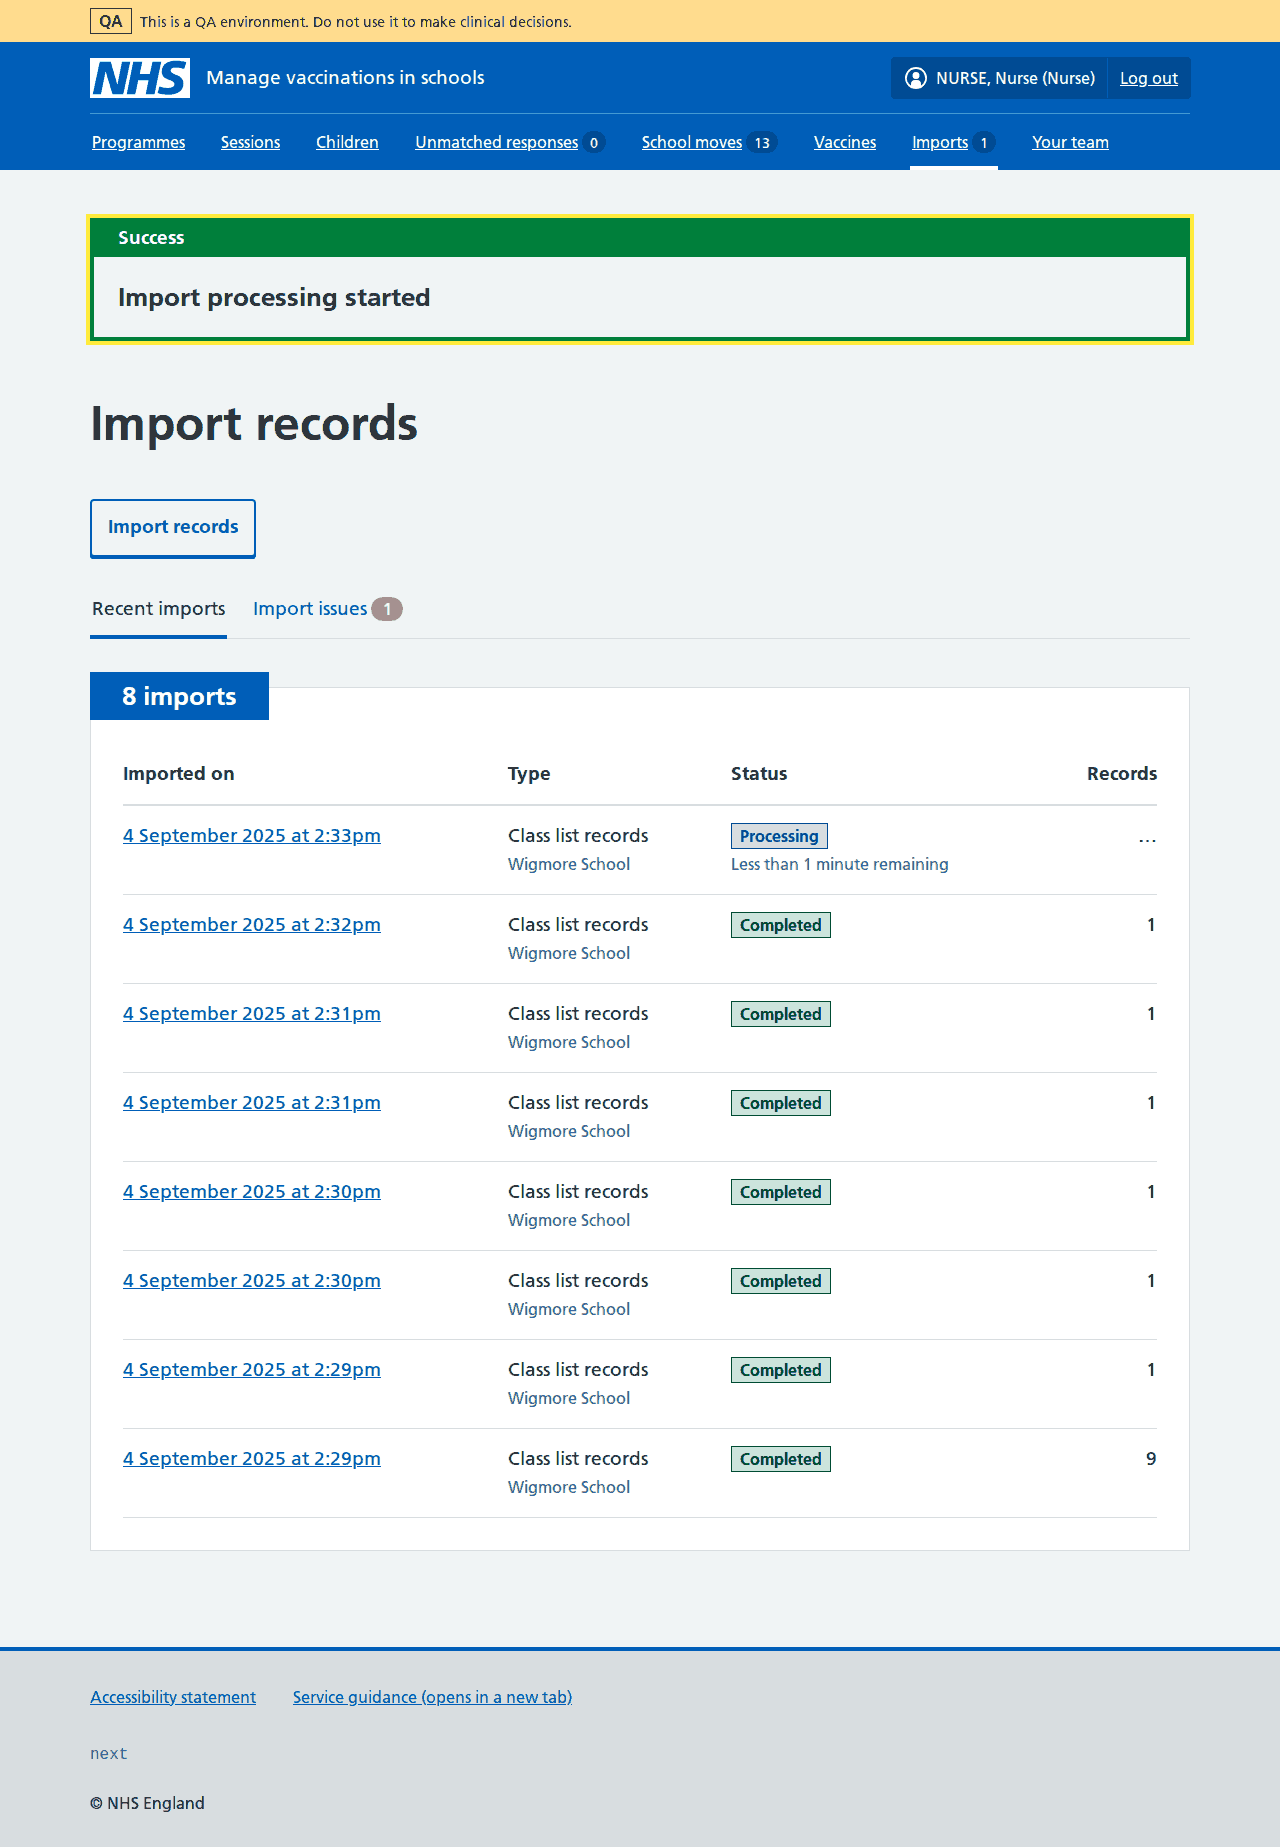 QA This is a QA environment. Do not use it to make clinical decisions.
NHS Manage vaccinations in schools NURSE, Nurse (Nurse) Log out
Programmes Sessions Children Unmatched responses 0 School moves 13 Vaccines Imports 1 Your team
Success
Import processing started
Import records
Import records
Recent imports Import issues 1
8 imports
Imported on Type Status Records
4 September 2025 at 2:33pm Class list records Processing ...
Wigmore School Less than 1 minute remaining
4 September 2025 at 2:32pm Class list records Completed 1
Wigmore School
4 September 2025 at 2:31pm Class list records Completed 1
Wigmore School
4 September 2025 at 2:31pm Class list records Completed 1
Wigmore School
4 September 2025 at 2:30pm Class list records Completed 1
Wigmore School
4 September 2025 at 2:30pm Class list records Completed 1
Wigmore School
4 September 2025 at 2:29pm Class list records Completed 1
Wigmore School
4 September 2025 at 2:29pm Class list records Completed 9
Wigmore School
Accessibility statement Service guidance (opens in a new tab)
next
© NHS England